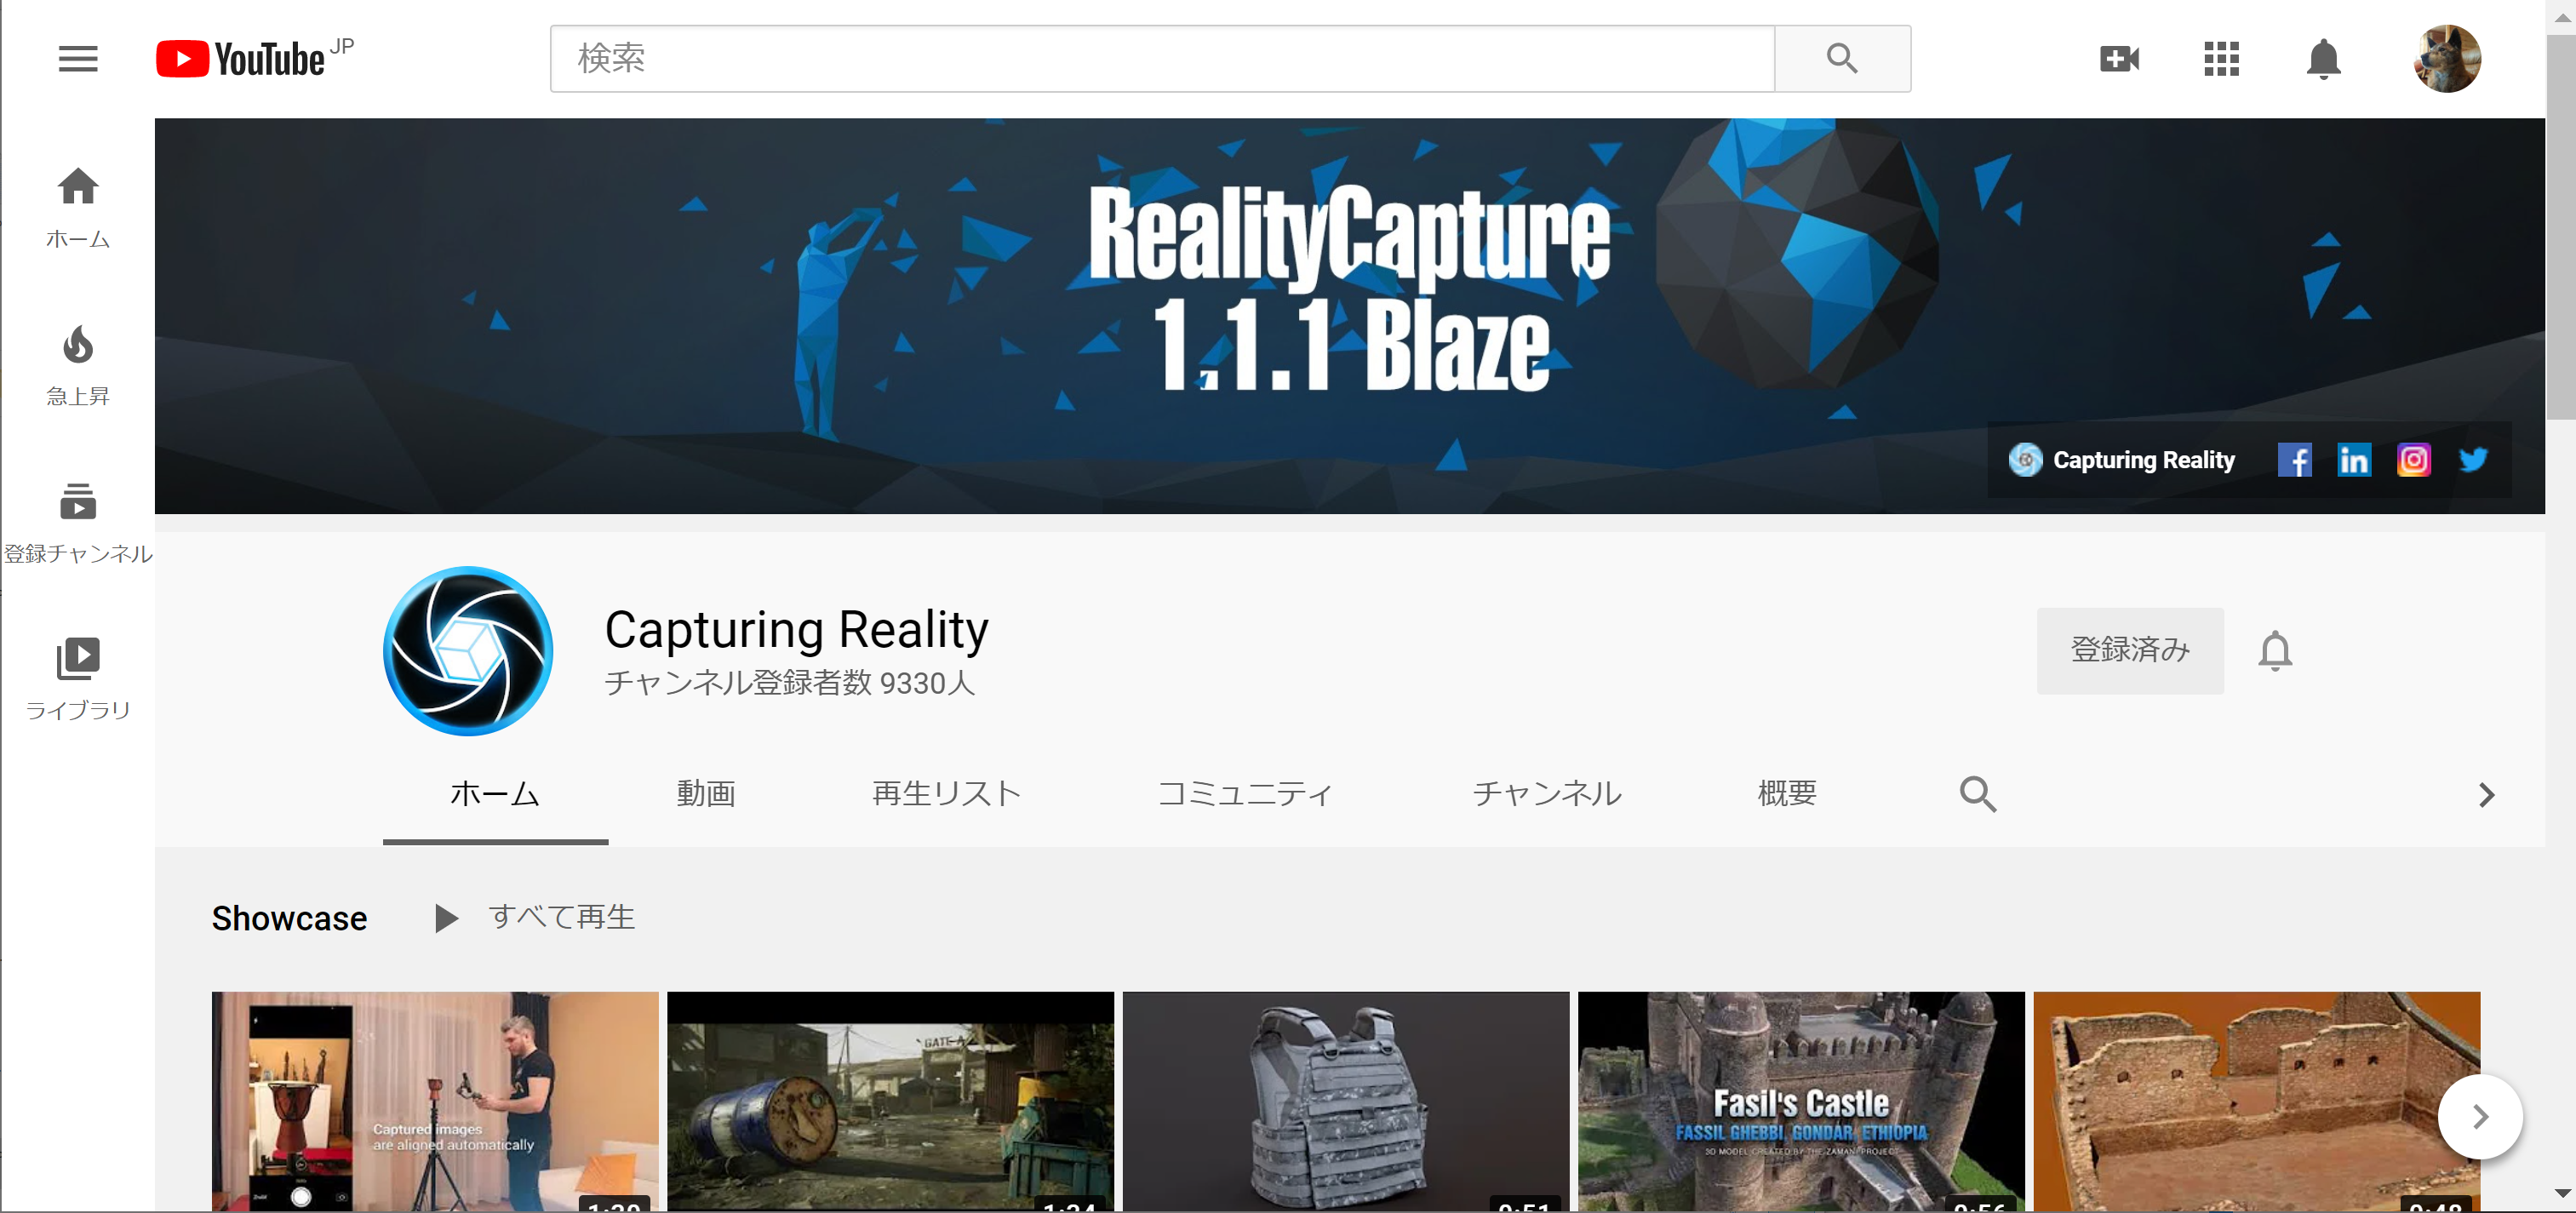 YouTube JP
検索
ホーム
急上昇
登録チャンネル
ライブラリ
RealityCapture
1.1.1 Blaze
Capturing Reality
Capturing Reality
チャンネル登録者数 9330人
登録済み
ホーム 動画 再生リスト コミュニティ チャンネル 概要
Showcase すべて再生
Captured images
are aligned automatically
GATE A
Fasil's Castle
FASSIL GHEBBI, GONDAR, ETHIOPIA
3D MODEL CREATED BY THE ZAMANI PROJECT